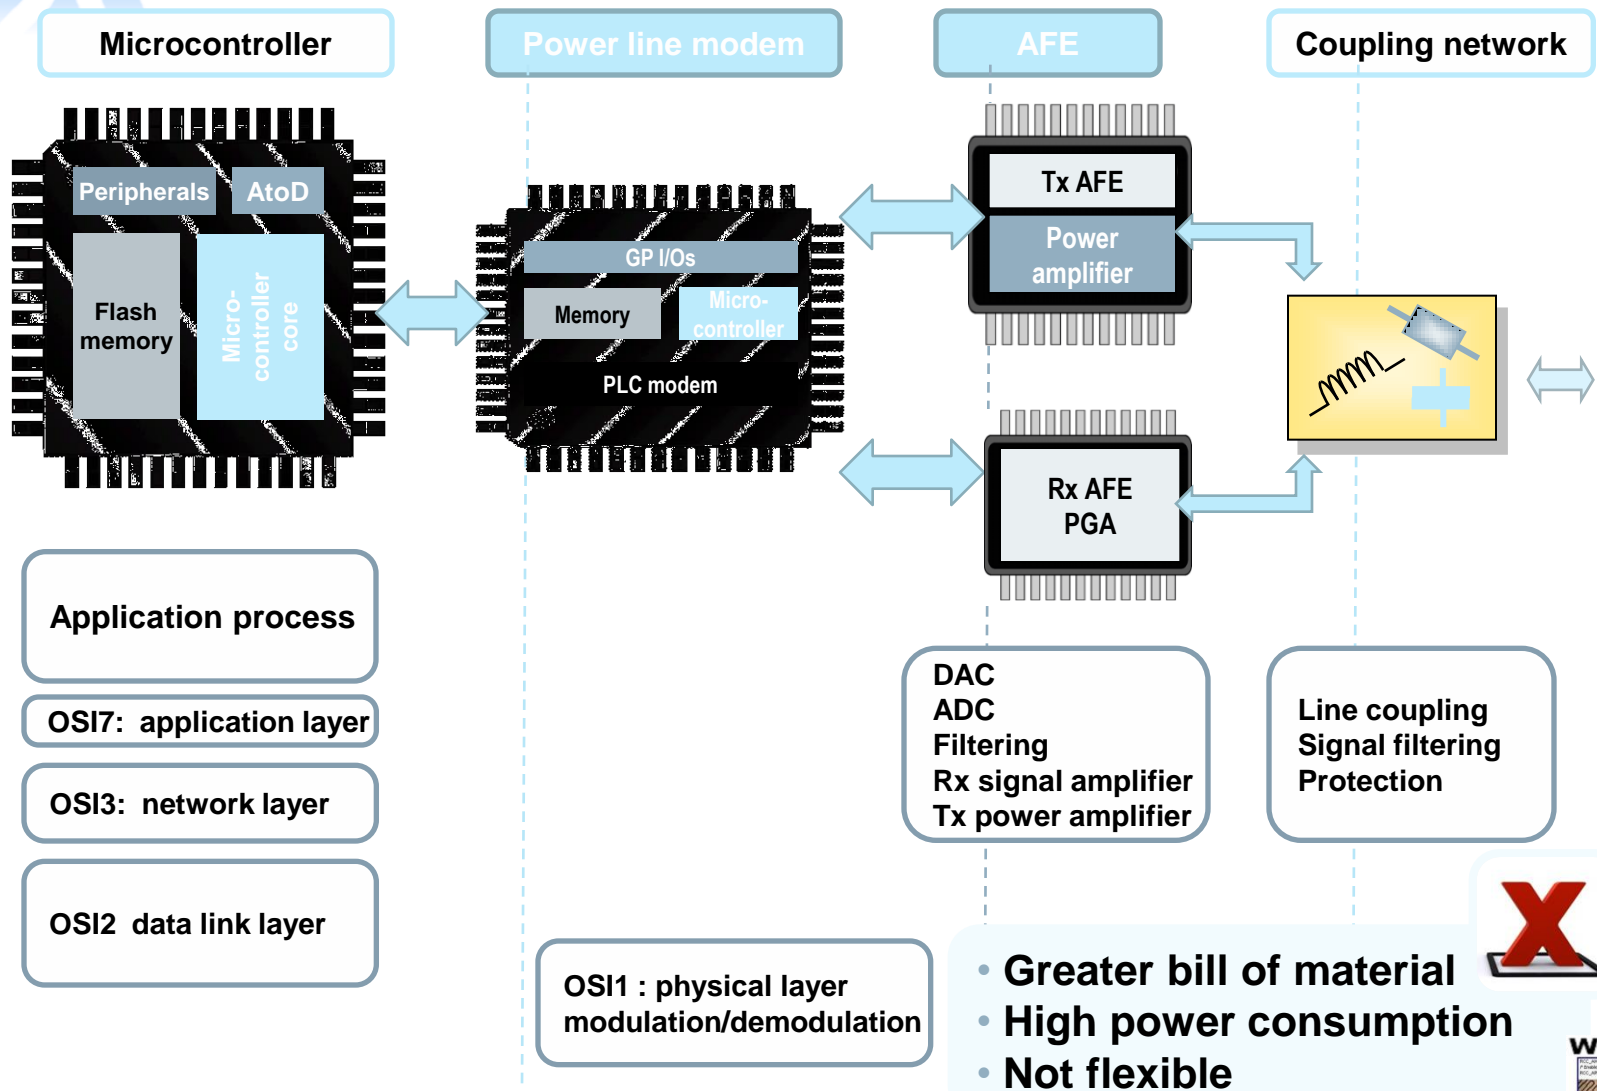 Microcontroller
Power line modem
AFE
Coupling network
Peripherals
AtoD
Flash
memory
Micro-
controller
core
GP I/Os
Memory
Micro-
controller
PLC modem
Tx AFE
Power
amplifier
Rx AFE
PGA
Application process
OSI7:  application layer
OSI3:  network layer
OSI2  data link layer
OSI1 : physical layer
modulation/demodulation
DAC
ADC
Filtering
Rx signal amplifier
Tx power amplifier
Line coupling
Signal filtering
Protection
X
• Greater bill of material
• High power consumption
• Not flexible